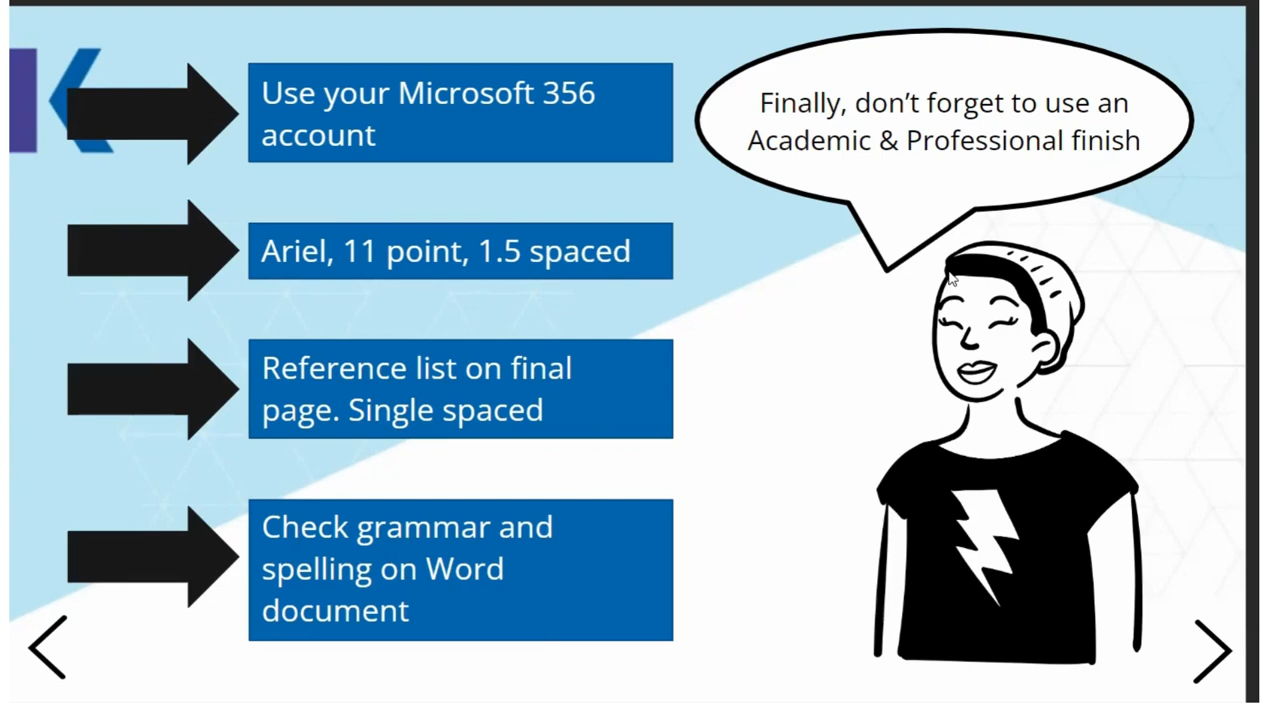 Use your Microsoft 356
account
Finally, don’t forget to use an
Academic & Professional finish
Ariel, 11 point, 1.5 spaced
Reference list on final
page. Single spaced
Check grammar and
spelling on Word
document